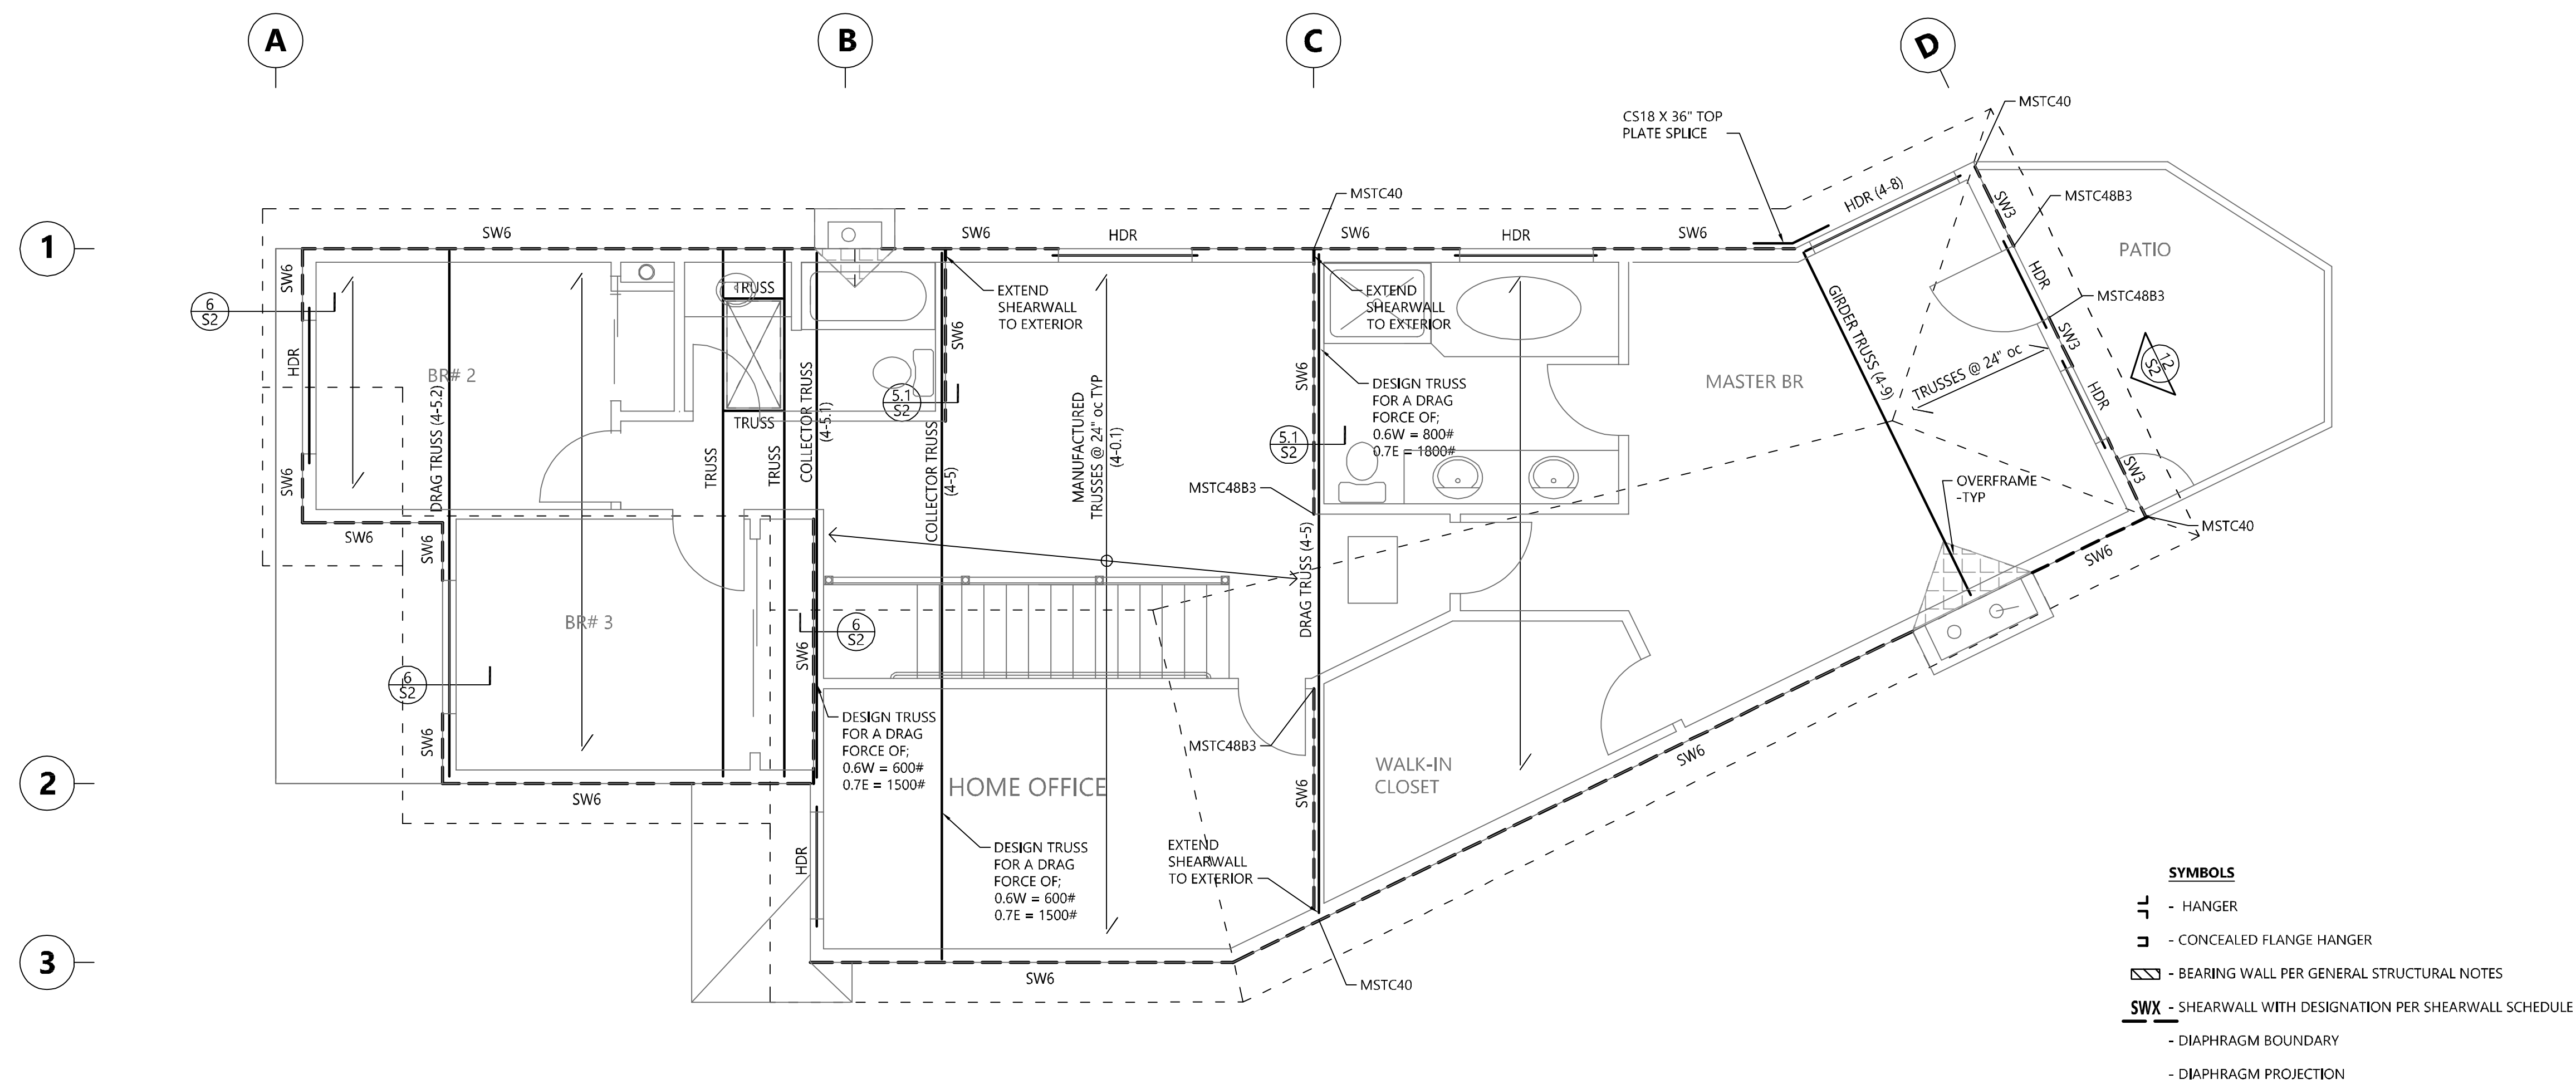 A
B
C
D
1
2
3
MSTC40
CS18 X 36" TOP
PLATE SPLICE
HDR (4-8)
SW3
MSTC48B3
PATIO
HDR
MSTC48B3
SW3
12
S2
HDR
SW3
MSTC40
SW6
SW6
SW6
HDR
MSTC40
SW6
HDR
SW6
6
S2
HDR
SW6
SW6
SW6
BR# 2
DRAG TRUSS (4-5.2)
TRUSS
TRUSS
TRUSS
TRUSS
COLLECTOR TRUSS
(4-5.1)
5.1
S2
SW6
COLLECTOR TRUSS
(4-5)
EXTEND
SHEARWALL
TO EXTERIOR
MANUFACTURED
TRUSSES @ 24" oc TYP
(4-0.1)
5.1
S2
SW6
MSTC48B3
EXTEND
SHEARWALL
TO EXTERIOR
DESIGN TRUSS
FOR A DRAG
FORCE OF;
0.6W = 800#
0.7E = 1800#
MASTER BR
GIRDER TRUSS (4-9)
TRUSSES @ 24" oc
OVERFRAME
-TYP
DRAG TRUSS (4-5)
BR# 3
6
S2
SW6
SW6
6
S2
SW6
SW6
DESIGN TRUSS
FOR A DRAG
FORCE OF;
0.6W = 600#
0.7E = 1500#
HOME OFFICE
HDR
DESIGN TRUSS
FOR A DRAG
FORCE OF;
0.6W = 600#
0.7E = 1500#
MSTC48B3
SW6
EXTEND
SHEARWALL
TO EXTERIOR
WALK-IN
CLOSET
SW6
MSTC40
SW6
SYMBOLS
- HANGER
- CONCEALED FLANGE HANGER
- BEARING WALL PER GENERAL STRUCTURAL NOTES
SWX - SHEARWALL WITH DESIGNATION PER SHEARWALL SCHEDULE
- DIAPHRAGM BOUNDARY
- DIAPHRAGM PROJECTION